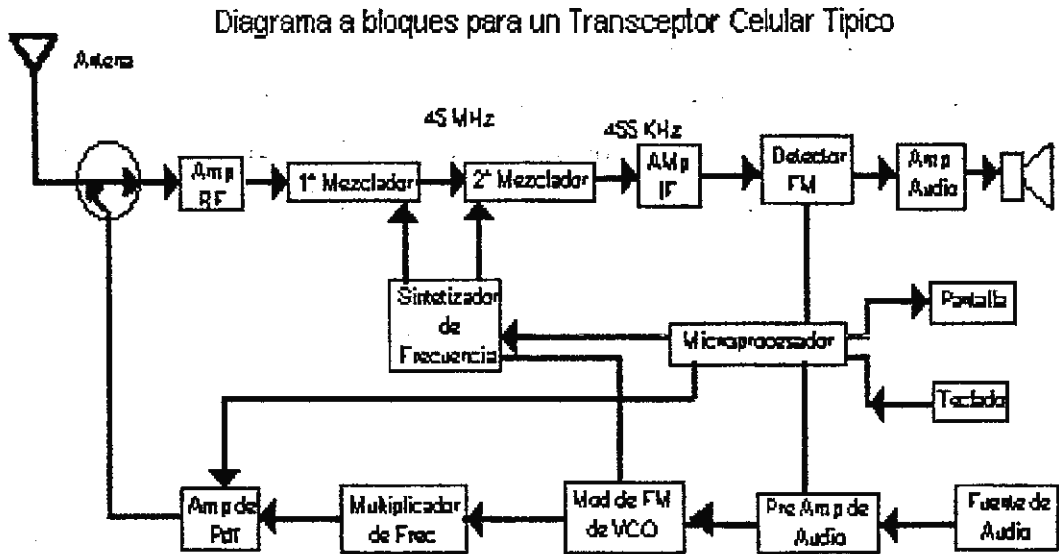 Diagrama a bloques para un Transceptor Celular Tipico
Antena
45 MHz
455 KHz
Amp
RF
1° Mezclador
2° Mezclador
AMp
IF
Detector
FM
Amp
Audio
Sintetizador
de
Frecuencia
Microprocesador
Pantalla
Teclado
Amp de
Pot
Multiplicador
de Frec
Mod de FM
de VCO
Pre Amp de
Audio
Fuente de
Audio